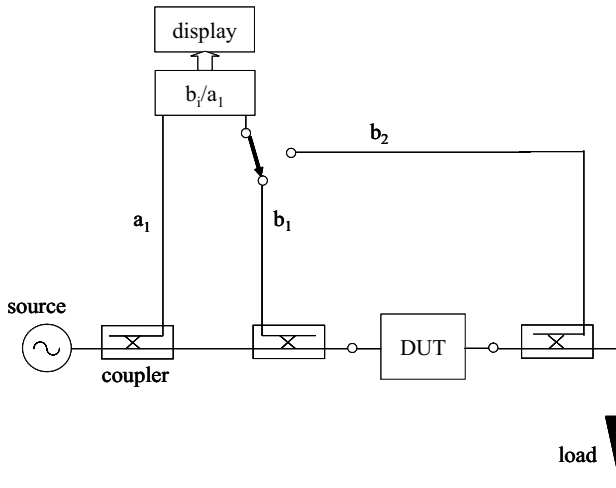 display
bᵢ/a₁
b₂
a₁
b₁
source
DUT
coupler
load